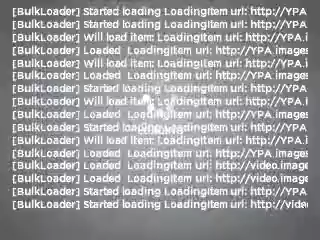 [BulkLoader] Started loading LoadingItem url: http://YPA
[BulkLoader] Started loading LoadingItem url: http://YPA
[BulkLoader] Will load item: LoadingItem url: http://YPA.i
[BulkLoader] Loaded LoadingItem url: http://YPA.images
[BulkLoader] Loaded LoadingItem url: http://YPA.images
[BulkLoader] Loaded LoadingItem url: http://YPA.images
[BulkLoader] Started loading LoadingItem url: http://YPA
[BulkLoader] Will load item: LoadingItem url: http://YPA.i
[BulkLoader] Loaded LoadingItem url: http://YPA.images
[BulkLoader] Started loading LoadingItem url: http://YPA
[BulkLoader] Will load item: LoadingItem url: http://YPA.i
[BulkLoader] Loaded LoadingItem url: http://YPA.images
[BulkLoader] Loaded LoadingItem url: http://video.image
[BulkLoader] Loaded LoadingItem url: http://video.image
[BulkLoader] Started loading LoadingItem url: http://YPA
[BulkLoader] Started loading LoadingItem url: http://vide